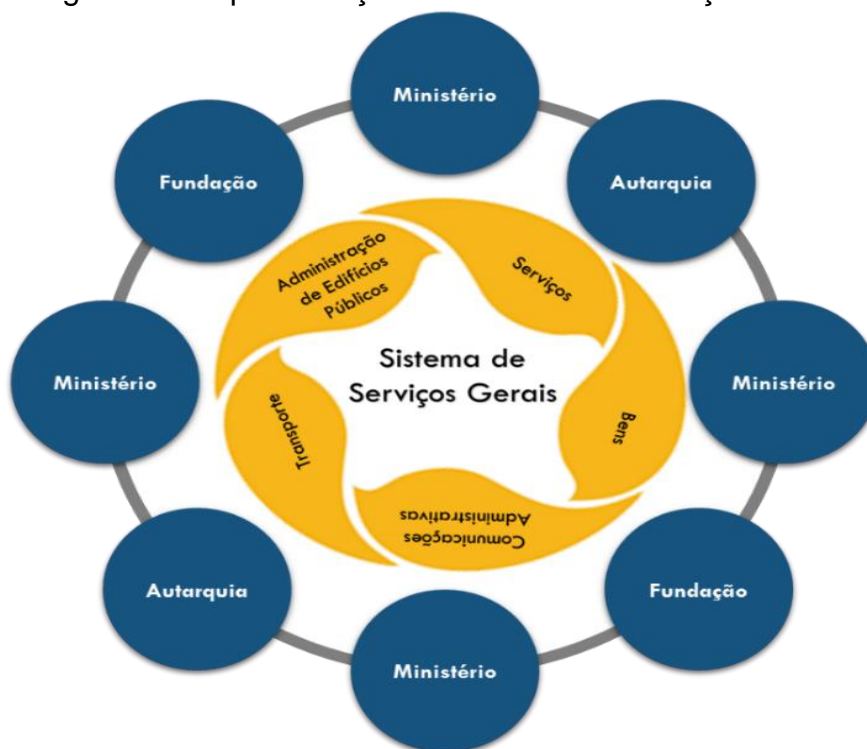 Ministério
Fundação
Autarquia
Administração
de Edifícios
Públicos
Serviços
Ministério
Sistema de
Serviços Gerais
Ministério
Transporte
Bens
Comunicações
Administrativas
Autarquia
Fundação
Ministério